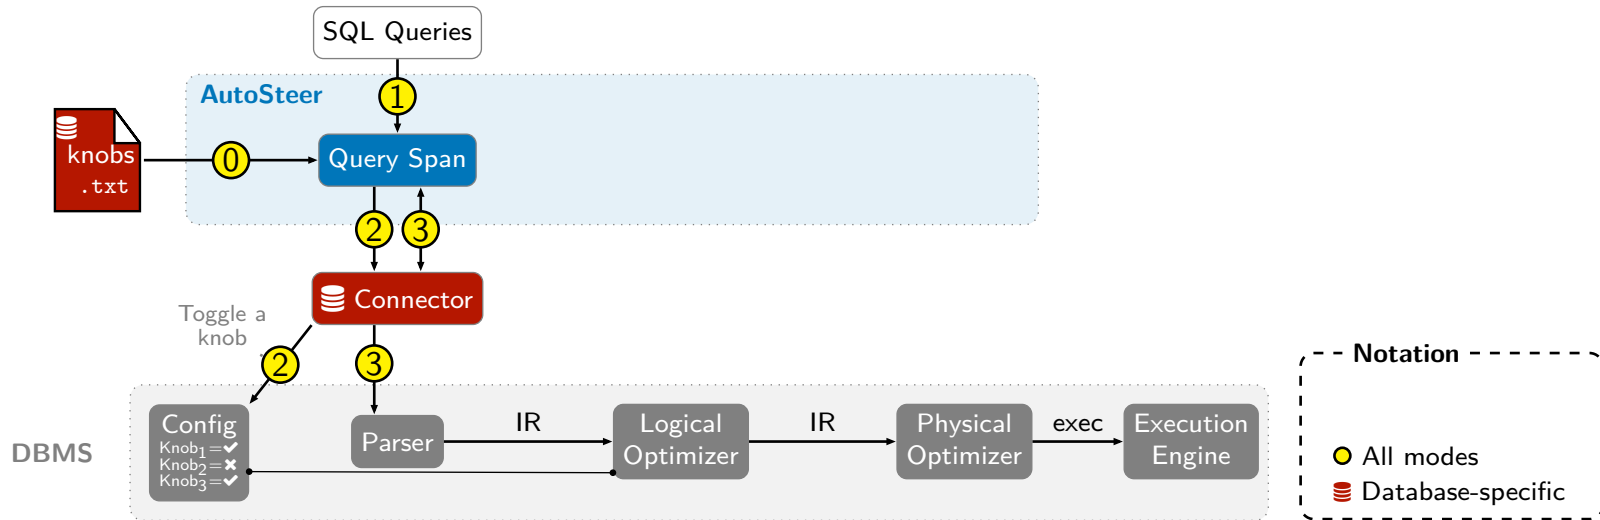 SQL Queries
AutoSteer
1
knobs
.txt
0
Query Span
2
3
Connector
Toggle a
knob
2
3
Notation
DBMS
Config
Knob1=✔
Knob2=✖
Knob3=✔
Parser
IR
Logical
Optimizer
IR
Physical
Optimizer
exec
Execution
Engine
All modes
Database-specific